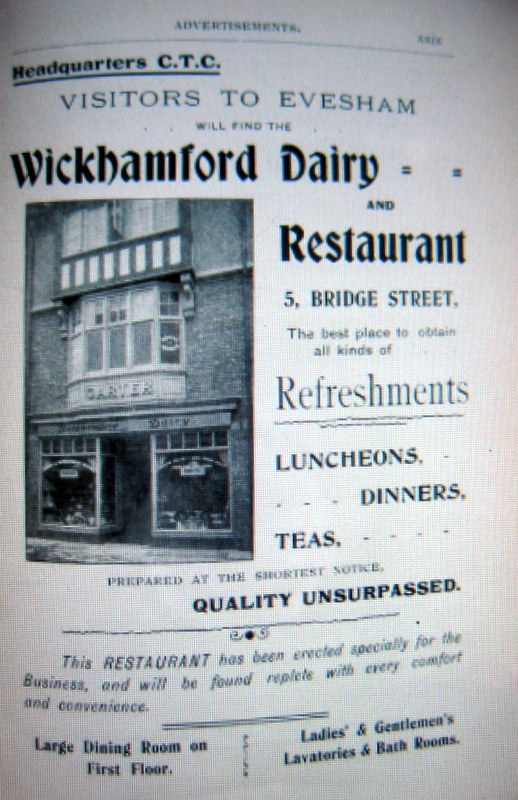 ADVERTISEMENTS.
xxix
Headquarters C.T.C.
VISITORS TO EVESHAM
WILL FIND THE
Wickhamford Dairy = =
AND
Restaurant
5, BRIDGE STREET.
The best place to obtain
all kinds of
Refreshments
LUNCHEONS, -
- - - DINNERS,
TEAS, - - - -
CARTER
Dairy
PREPARED AT THE SHORTEST NOTICE.
QUALITY UNSURPASSED.
This RESTAURANT has been erected specially for the
Business, and will be found replete with every comfort
and convenience.
Large Dining Room on
First Floor.
Ladies' & Gentlemen's
Lavatories & Bath Rooms.